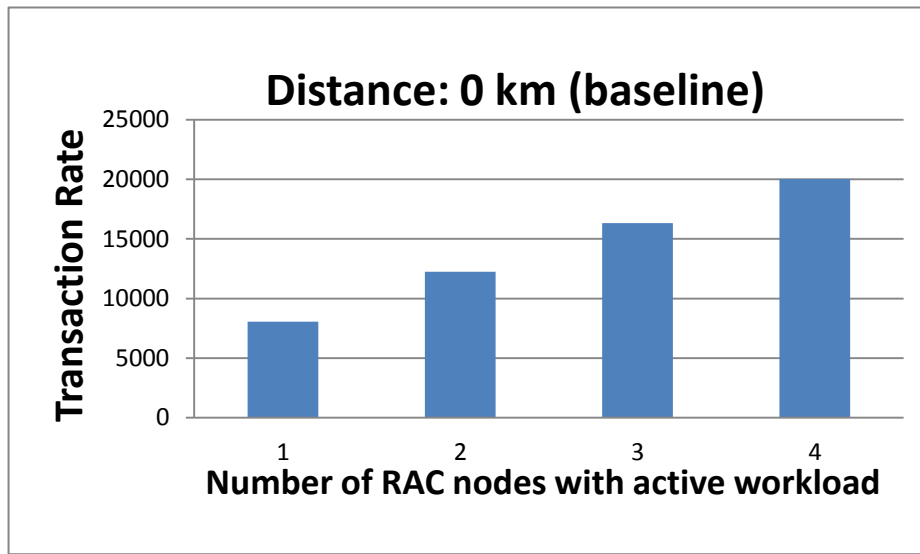 Distance: 0 km (baseline)
Transaction Rate
25000
20000
15000
10000
5000
0
1 2 3 4
Number of RAC nodes with active workload